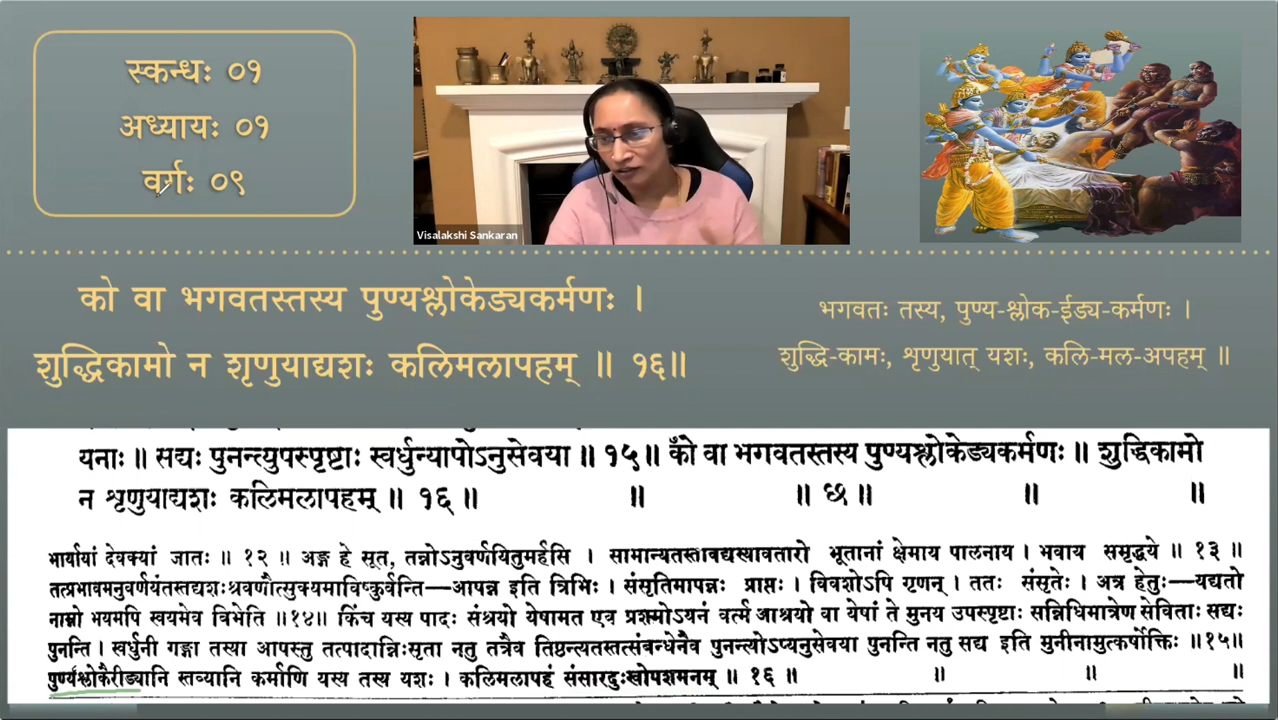 स्कन्धः ०१
अध्यायः ०१
वर्गः ०९
Visalakshi Sankaran
को वा भगवतस्तस्य पुण्यश्लोकेड्यकर्मणः ।
शुद्धिकामो न शृणुयाद्यशः कलिमलापहम् ॥ १६॥
भगवतः तस्य, पुण्य-श्लोक-ईड्य-कर्मणः ।
शुद्धि-कामः, शृणुयात् यशः, कलि-मल-अपहम् ॥
यनाः ॥ सद्यः पुनन्त्युपस्पृष्टाः स्वर्धुन्यापोऽनुसेवया ॥ १५॥ को वा भगवतस्तस्य पुण्यश्लोकेड्यकर्मणः ॥ शुद्धिकामो
न शृणुयाद्यशः कलिमलापहम् ॥ १६ ॥ ॥ ॥ छ ॥ ॥ ॥
भार्यायां देवक्यां जातः ॥ १२ ॥ अङ्ग हे सूत, तन्नोऽनुवर्णयितुमर्हसि । सामान्यतस्तावद्यस्यावतारो भूतानां क्षेमाय पालनाय । भवाय समृद्धये ॥ १३ ॥
तत्प्रभावमनुवर्णयंतस्तद्यशःश्रवणौत्सुक्यमाविष्कुर्वन्ति—आपन्न इति त्रिभिः । संसृतिमापन्नः प्राप्तः । विवशोऽपि गृणन् । ततः संसृतेः । अत्र हेतुः—यद्यतो
नाम्नो भयमपि स्वयमेव बिभेति ॥१४॥ किंच यस्य पादः संश्रयो येषामत एव प्रशमोऽयनं वर्त्म आश्रयो वा येषां ते मुनय उपस्पृष्टाः सन्निधिमात्रेण सेविताः सद्यः
पुनन्ति । स्वर्धुनी गङ्गा तस्या आपस्तु तत्पादान्निःसृता नतु तत्रैव तिष्ठन्त्यतस्तत्संबन्धेनैव पुनन्त्योऽप्यनुसेवया पुनन्ति नतु सद्य इति मुनीनामुत्कर्षोक्तिः ॥१५॥
पुण्यश्लोकैरीड्यानि स्तव्यानि कर्माणि यस्य तस्य यशः । कलिमलापहं संसारदुःखोपशमनम् ॥ १६ ॥ ॥ ॥ ॥